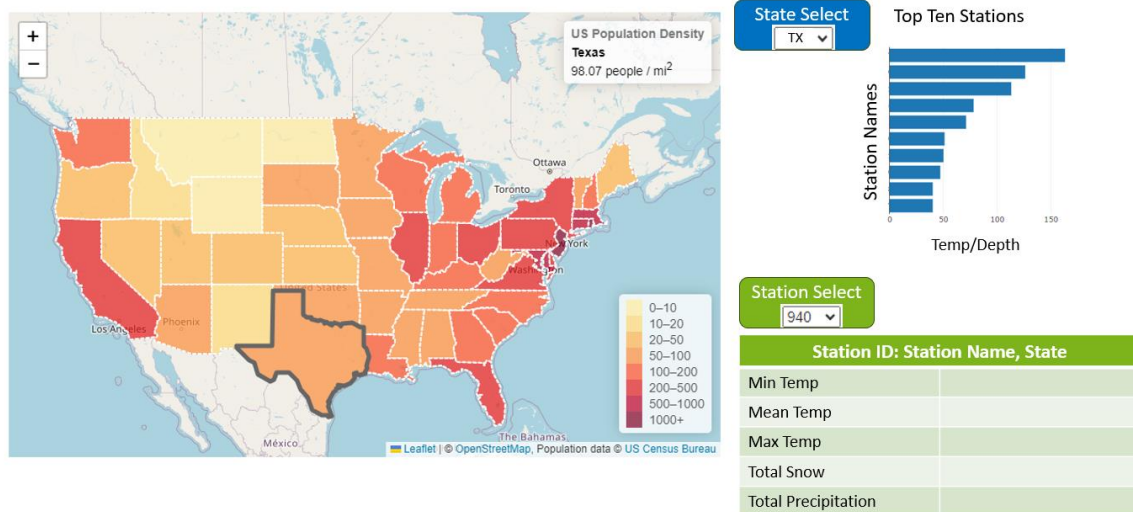 +
−
US Population Density
Texas
98.07 people / mi2
Ottawa
Toronto
New York
Washington
United States
Los Angeles
Phoenix
México
The Bahamas
0–10
10–20
20–50
50–100
100–200
200–500
500–1000
1000+
Leaflet | © OpenStreetMap, Population data © US Census Bureau
State Select
TX
Top Ten Stations
Station Names
0 50 100 150
Temp/Depth
Station Select
940
Station ID: Station Name, State
Min Temp
Mean Temp
Max Temp
Total Snow
Total Precipitation